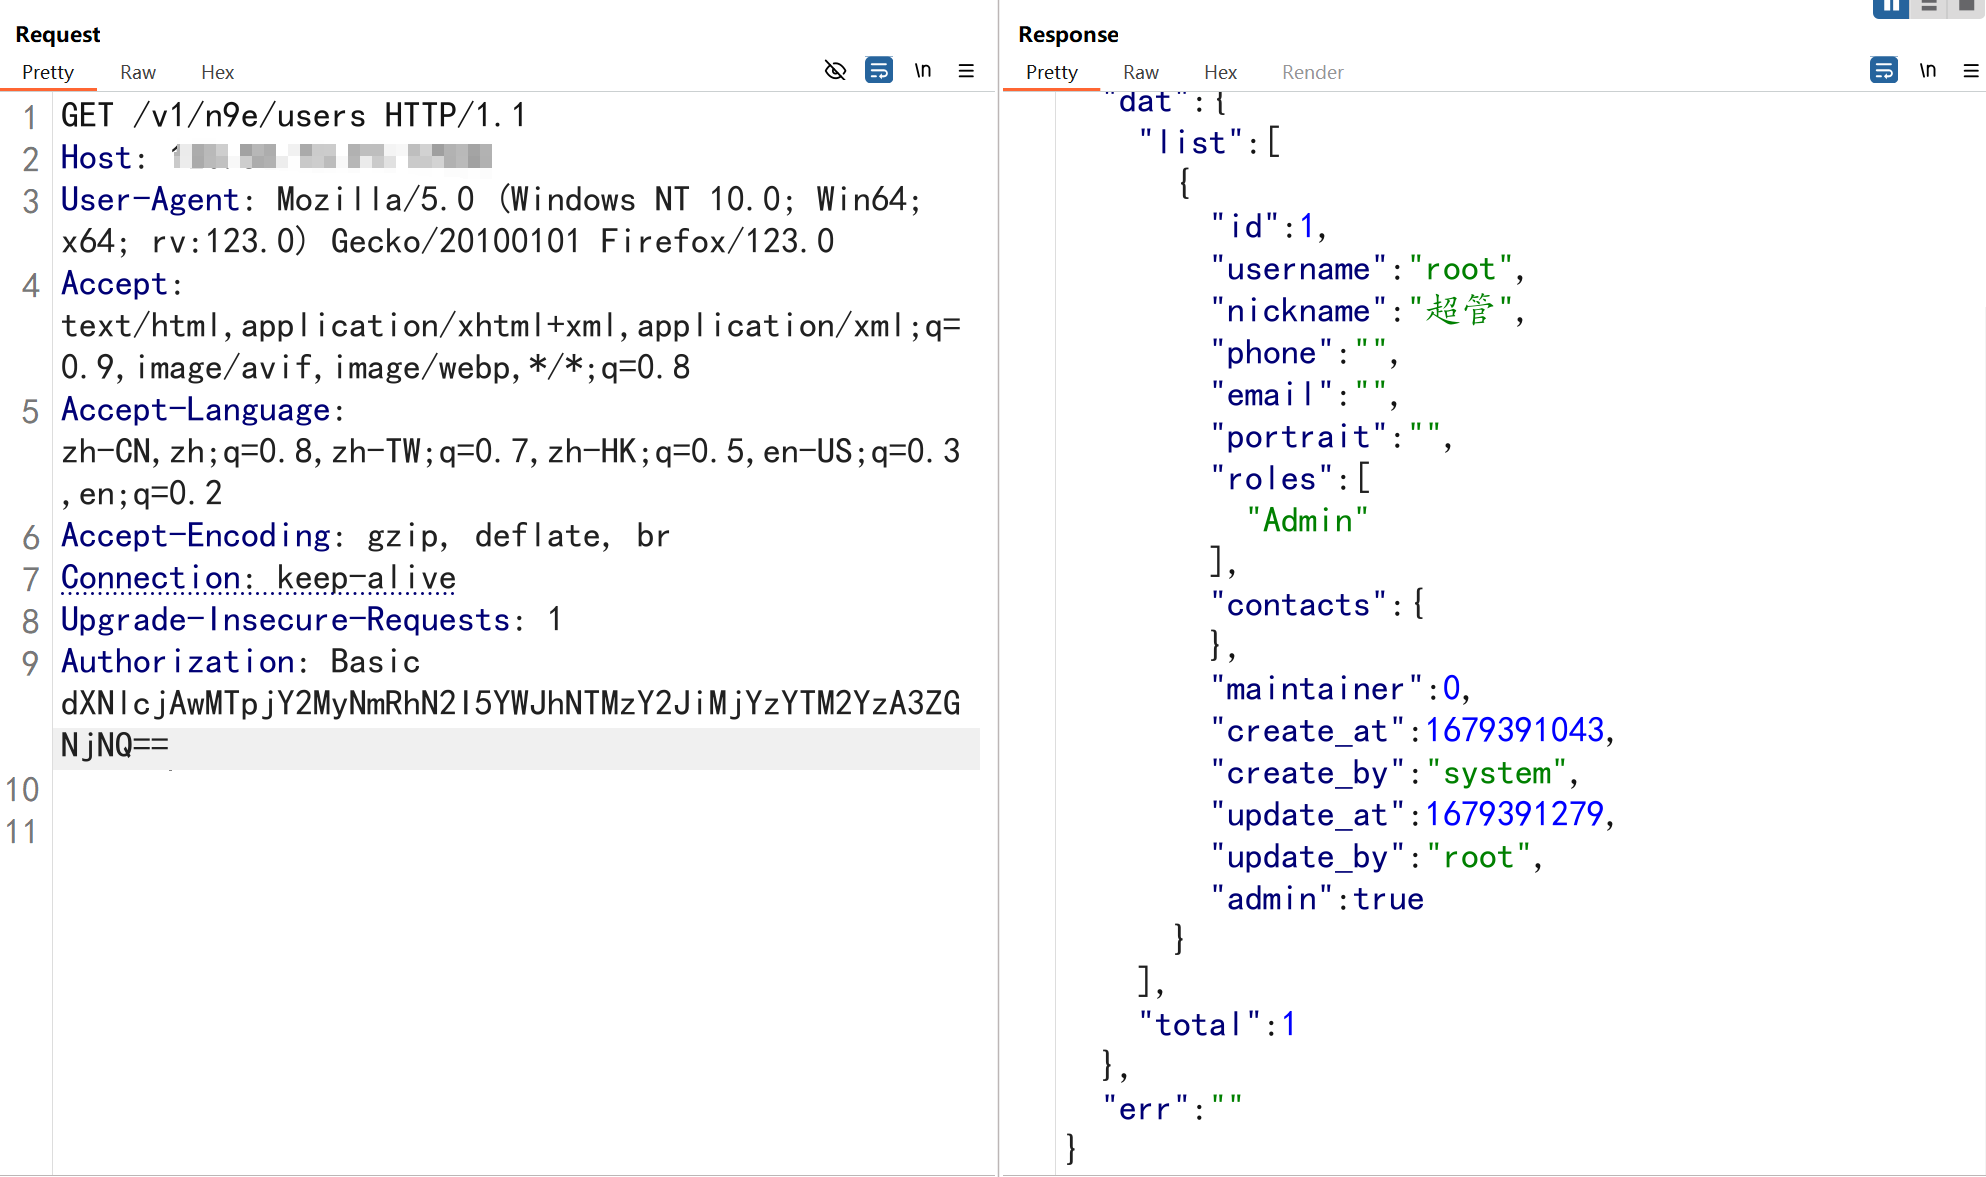 Request
Pretty Raw Hex \n
1 GET /v1/n9e/users HTTP/1.1
2 Host:
3 User-Agent: Mozilla/5.0 (Windows NT 10.0; Win64;
x64; rv:123.0) Gecko/20100101 Firefox/123.0
4 Accept:
text/html,application/xhtml+xml,application/xml;q=
0.9,image/avif,image/webp,*/*;q=0.8
5 Accept-Language:
zh-CN,zh;q=0.8,zh-TW;q=0.7,zh-HK;q=0.5,en-US;q=0.3
,en;q=0.2
6 Accept-Encoding: gzip, deflate, br
7 Connection: keep-alive
8 Upgrade-Insecure-Requests: 1
9 Authorization: Basic
dXNlcjAwMTpjY2MyNmRhN2I5YWJhNTMzY2JiMjYzYTM2YzA3ZG
NjNQ==
10
11
Response
Pretty Raw Hex Render \n
"dat":{
"list":[
{
"id":1,
"username":"root",
"nickname":"超管",
"phone":"",
"email":"",
"portrait":"",
"roles":[
"Admin"
],
"contacts":{
},
"maintainer":0,
"create_at":1679391043,
"create_by":"system",
"update_at":1679391279,
"update_by":"root",
"admin":true
}
],
"total":1
},
"err":""
}